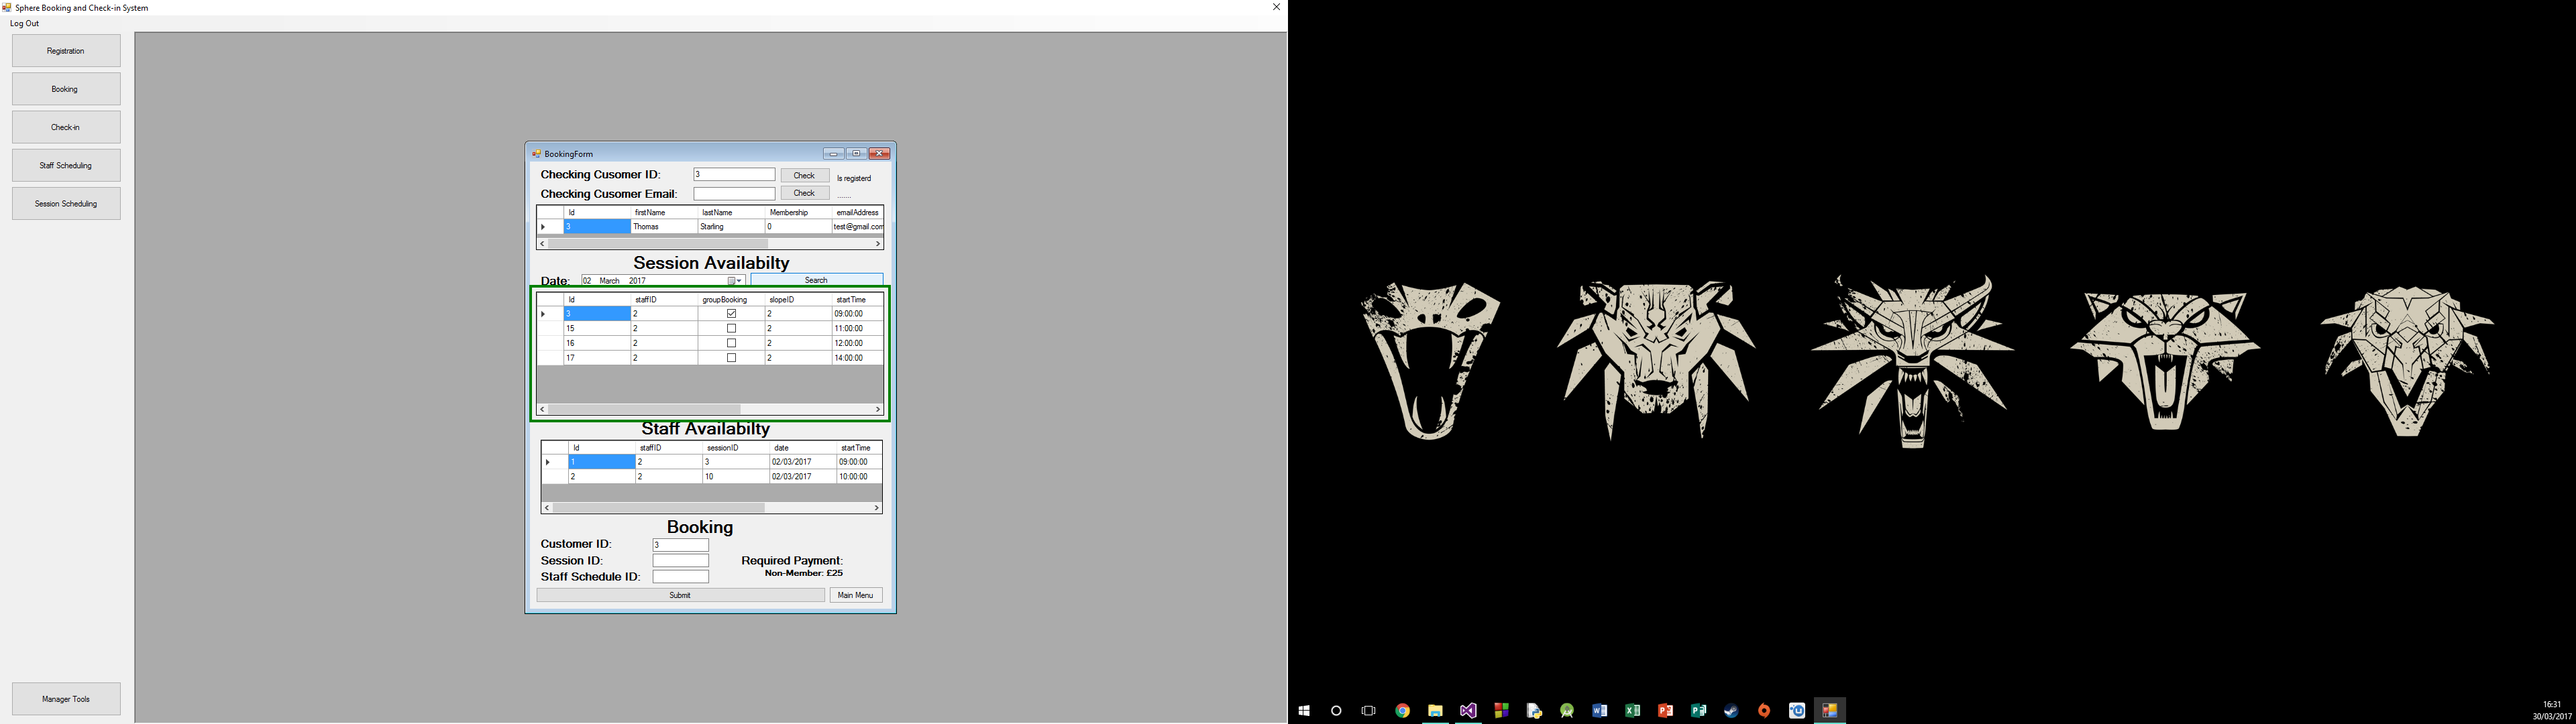 Sphere Booking and Check-in System
Log Out
Registration
Booking
Check-in
Staff Scheduling
Session Scheduling
Manager Tools
BookingForm
Checking Cusomer ID: 3 Check Is registerd
Checking Cusomer Email: Check .......
Id firstName lastName Membership emailAddress
3 Thomas Starling 0 test@gmail.com
Session Availabilty
Date: 02 March 2017 Search
Id staffID groupBooking slopeID startTime
3 2 2 09:00:00
15 2 2 11:00:00
16 2 2 12:00:00
17 2 2 14:00:00
Staff Availabilty
Id staffID sessionID date startTime
1 2 3 02/03/2017 09:00:00
2 2 10 02/03/2017 10:00:00
Booking
Customer ID: 3
Session ID: Required Payment:
Non-Member: £25
Staff Schedule ID:
Submit Main Menu
16:31
30/03/2017